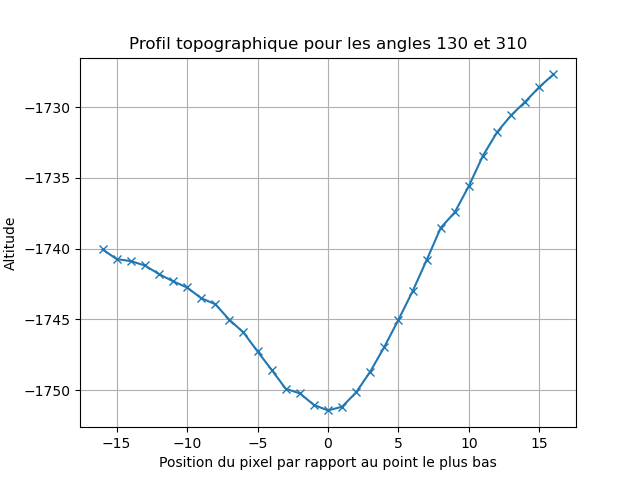 Profil topographique pour les angles 130 et 310
Altitude
−1730
−1735
−1740
−1745
−1750
−15 −10 −5 0 5 10 15
Position du pixel par rapport au point le plus bas